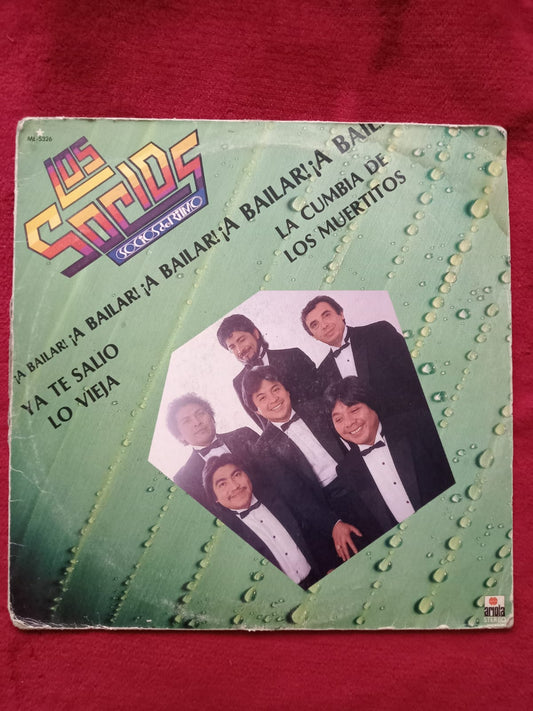 ML-5326
LOS
SOCIOS
SOCIOS del RITMO
¡A BAILAR! ¡A BAILAR! ¡A BAILAR! ¡A BAILAR! ¡A BAIL
LA CUMBIA DE
LOS MUERTITOS
YA TE SALIO
LO VIEJA
ariola
STEREO